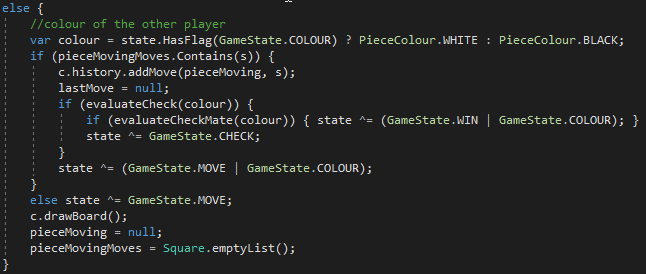 else {
//colour of the other player
var colour = state.HasFlag(GameState.COLOUR) ? PieceColour.WHITE : PieceColour.BLACK;
if (pieceMovingMoves.Contains(s)) {
c.history.addMove(pieceMoving, s);
lastMove = null;
if (evaluateCheck(colour)) {
if (evaluateCheckMate(colour)) { state ^= (GameState.WIN | GameState.COLOUR); }
state ^= GameState.CHECK;
}
state ^= (GameState.MOVE | GameState.COLOUR);
}
else state ^= GameState.MOVE;
c.drawBoard();
pieceMoving = null;
pieceMovingMoves = Square.emptyList();
}